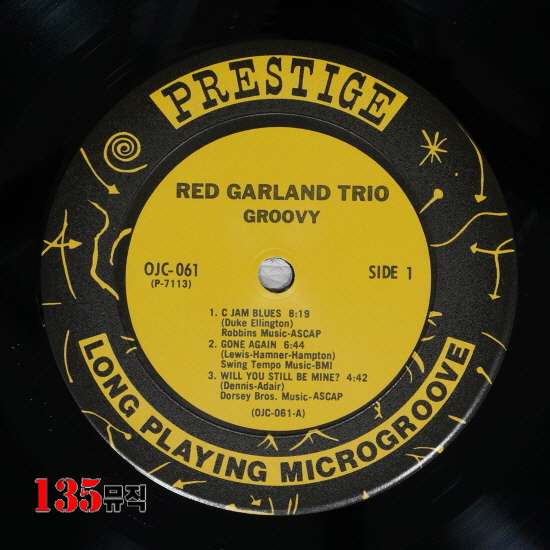 PRESTIGE
RED GARLAND TRIO
GROOVY
OJC-061
(P-7113)
SIDE 1
1. C JAM BLUES 8:19
(Duke Ellington)
Robbins Music-ASCAP
2. GONE AGAIN 6:44
(Lewis-Hamner-Hampton)
Swing Tempo Music-BMI
3. WILL YOU STILL BE MINE? 4:42
(Dennis-Adair)
Dorsey Bros. Music-ASCAP
(OJC-061-A)
LONG PLAYING MICROGROOVE
135뮤직